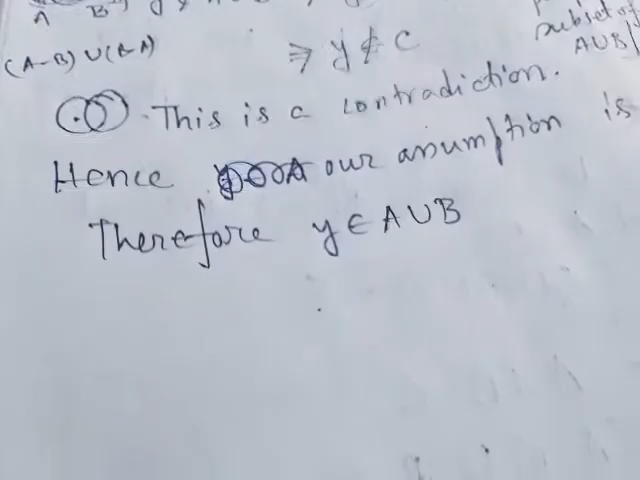 A B
subset of
(A-B) ∪ (B-A) ⇒ y ∉ C A∪B
This is a contradiction.
Hence our assumption is
Therefore y ∈ A ∪ B